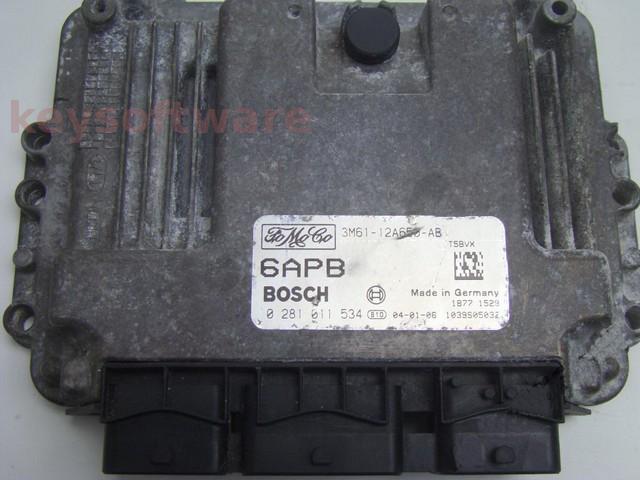 keysoftware
FoMoCo
3M61-12A650-AB
T5BVX
6APB
BOSCH
Made in Germany
1877 1529
0 281 011 534 B10 04-01-06 1039S05032